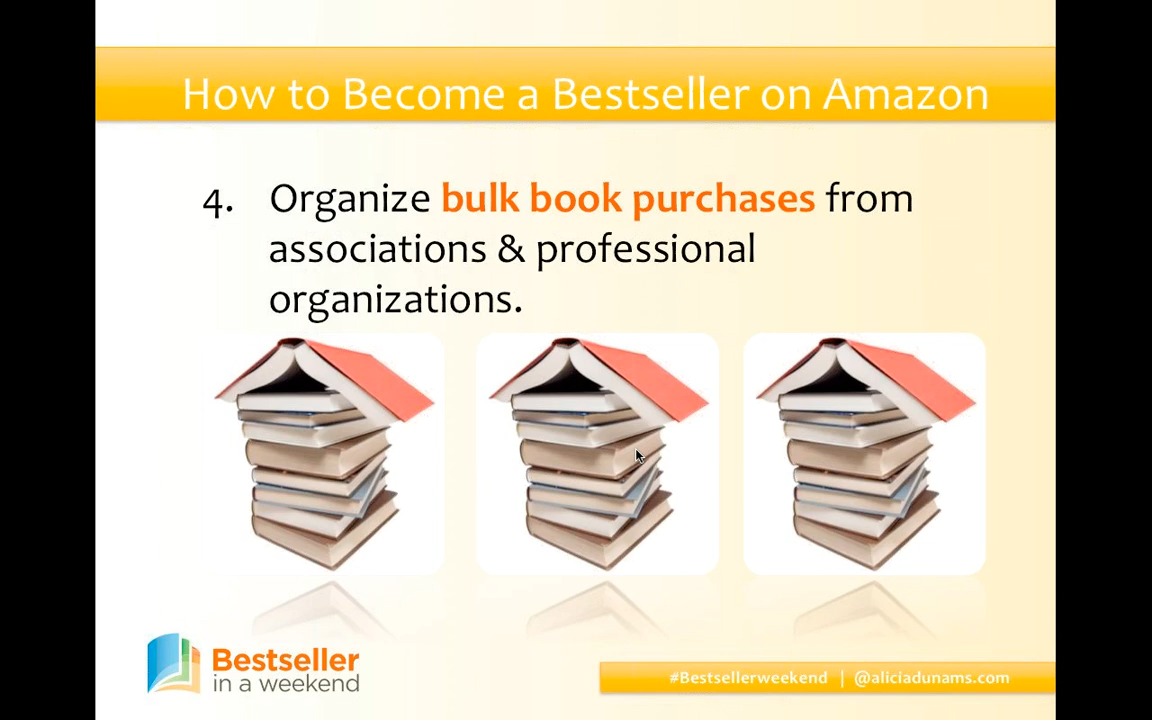 How to Become a Bestseller on Amazon
4. Organize bulk book purchases from
associations & professional
organizations.
Bestseller
in a weekend
#Bestsellerweekend | @aliciadunams.com